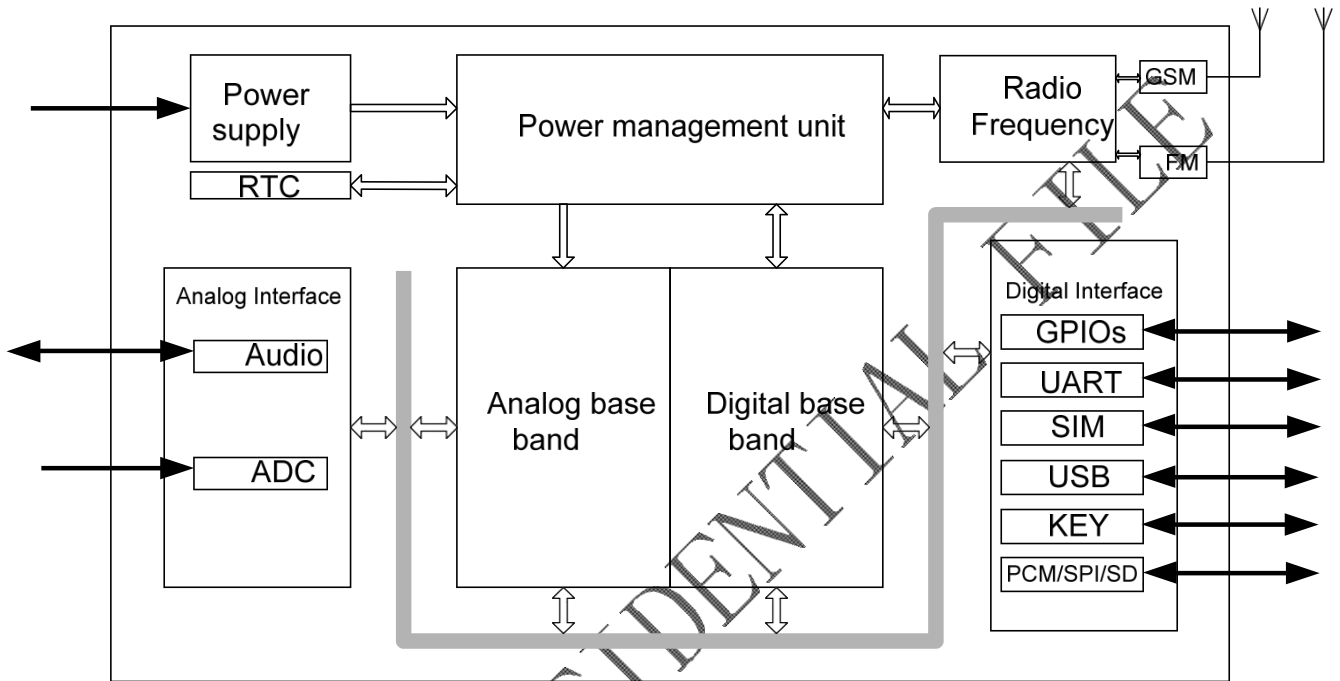 Power
supply
RTC
Power management unit
Radio
Frequency
GSM
FM
Analog Interface
Audio
ADC
Analog base
band
Digital base
band
Digital Interface
GPIOs
UART
SIM
USB
KEY
PCM/SPI/SD
FIDENTIAL FILE